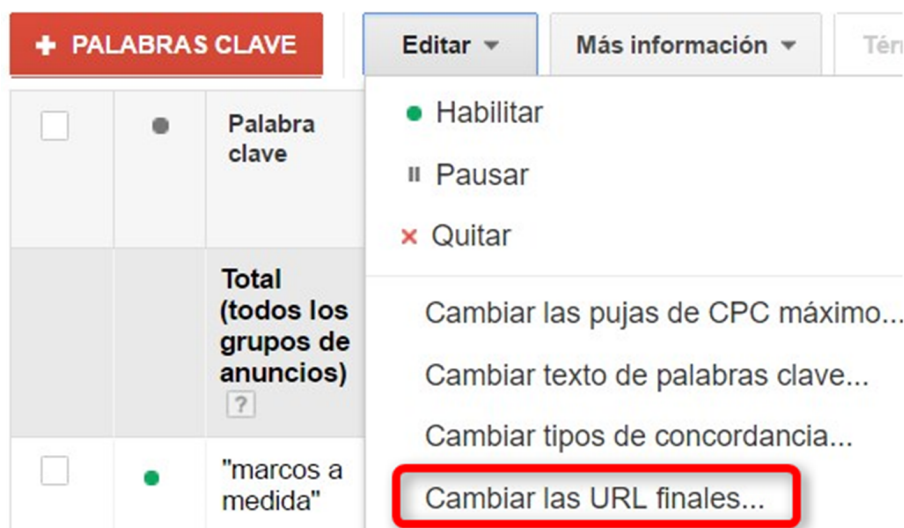 + PALABRAS CLAVE
Editar
Más información
Palabra
clave
Habilitar
Pausar
Quitar
Total
(todos los
grupos de
anuncios)
?
Cambiar las pujas de CPC máximo...
Cambiar texto de palabras clave...
Cambiar tipos de concordancia...
"marcos a
medida"
Cambiar las URL finales...